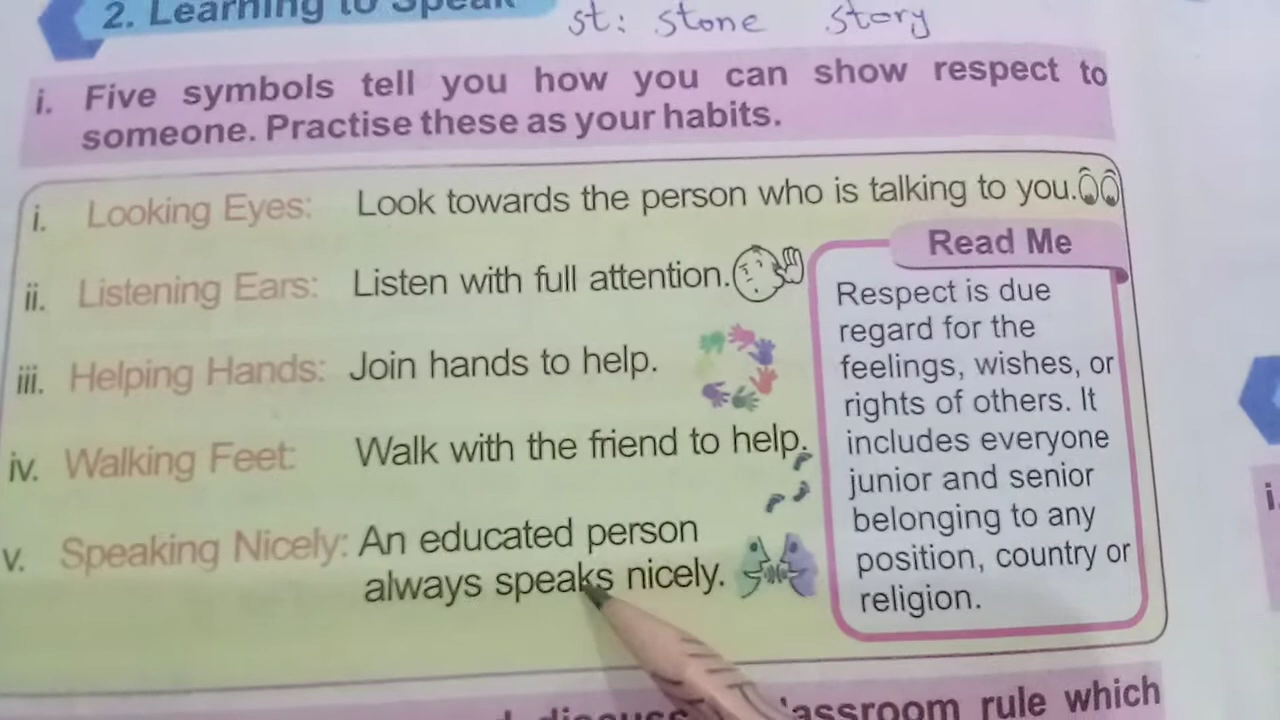 2. Learning to Speak
st: stone story
i. Five symbols tell you how you can show respect to
someone. Practise these as your habits.
i. Looking Eyes: Look towards the person who is talking to you.
ii. Listening Ears: Listen with full attention.
iii. Helping Hands: Join hands to help.
iv. Walking Feet: Walk with the friend to help.
v. Speaking Nicely: An educated person
always speaks nicely.
Read Me
Respect is due
regard for the
feelings, wishes, or
rights of others. It
includes everyone
junior and senior
belonging to any
position, country or
religion.
discuss classroom rule which
i.